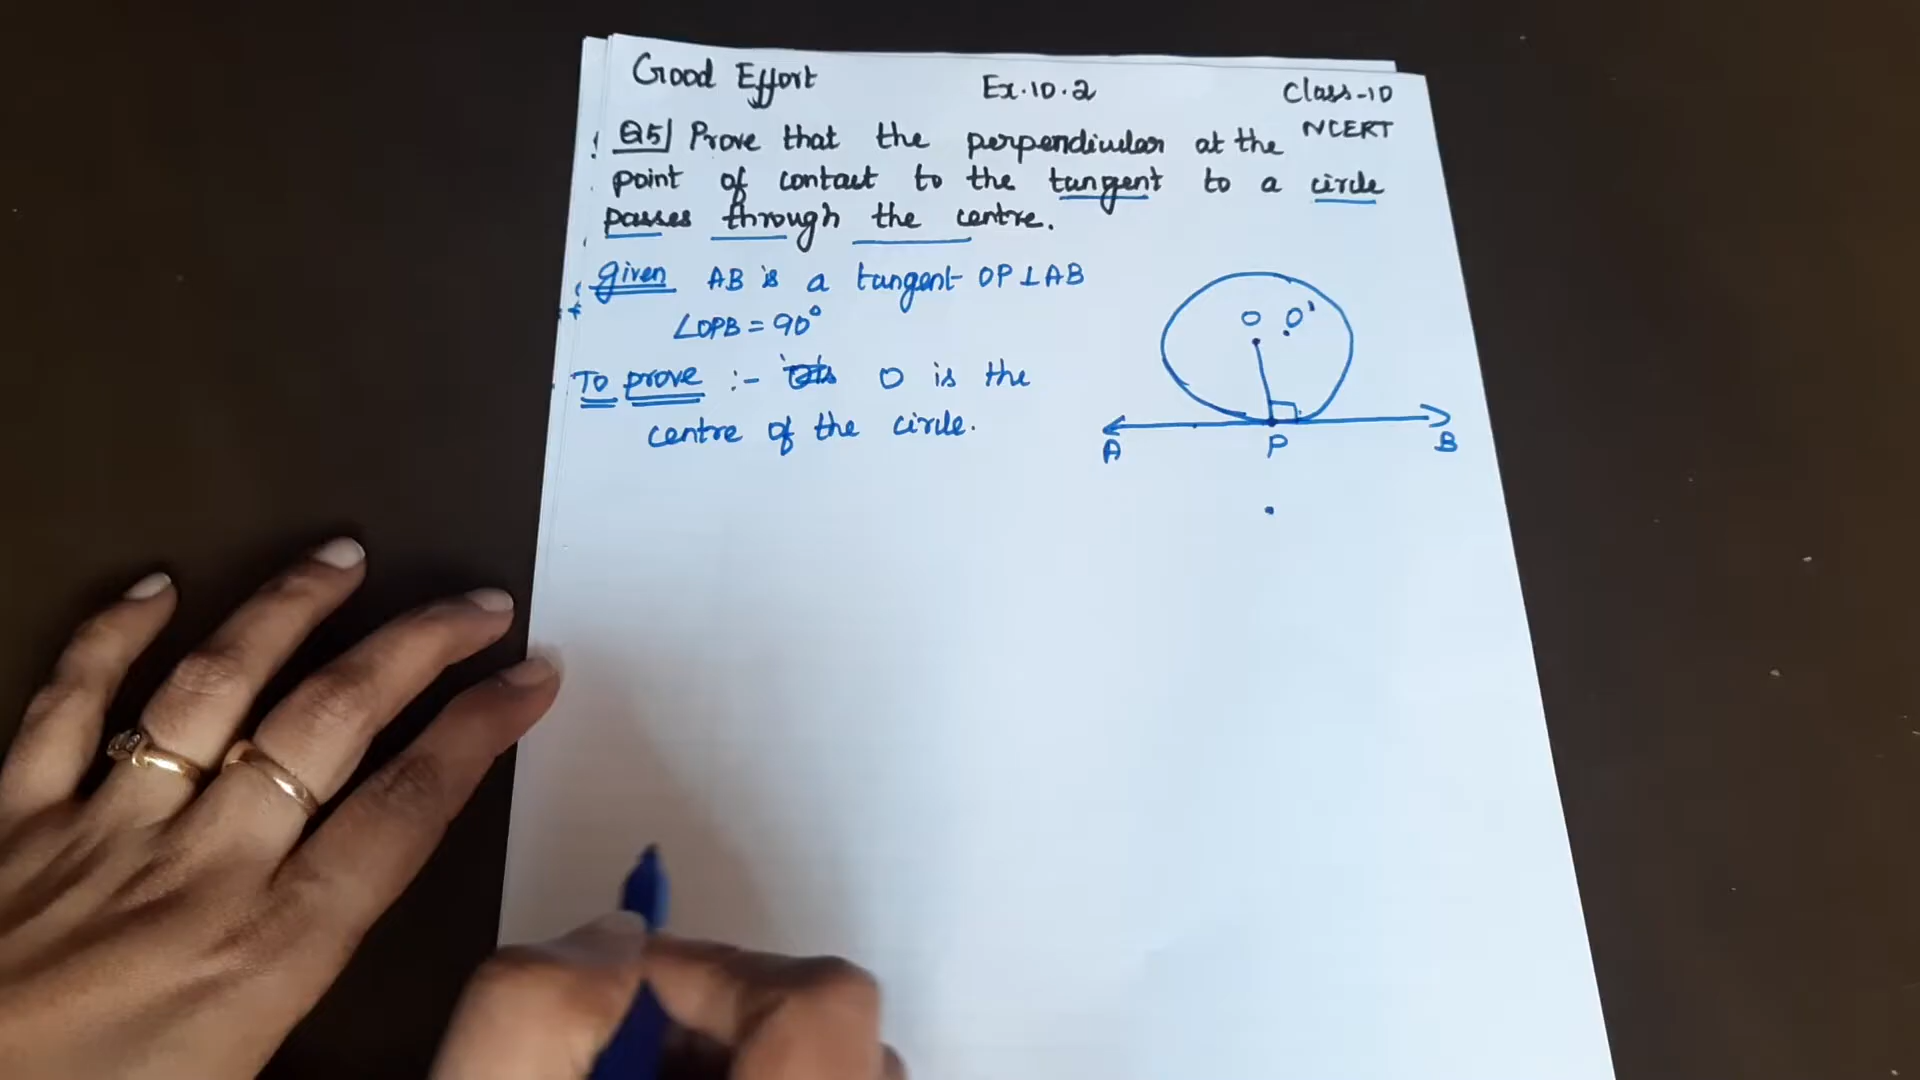 Good Effort Ex.10.2 Class-10
NCERT
Q5| Prove that the perpendicular at the
point of contact to the tangent to a circle
passes through the centre.
Given AB is a tangent OP⊥AB
∠OPB = 90°
To prove :- O is the
centre of the circle.
O O'
A P B